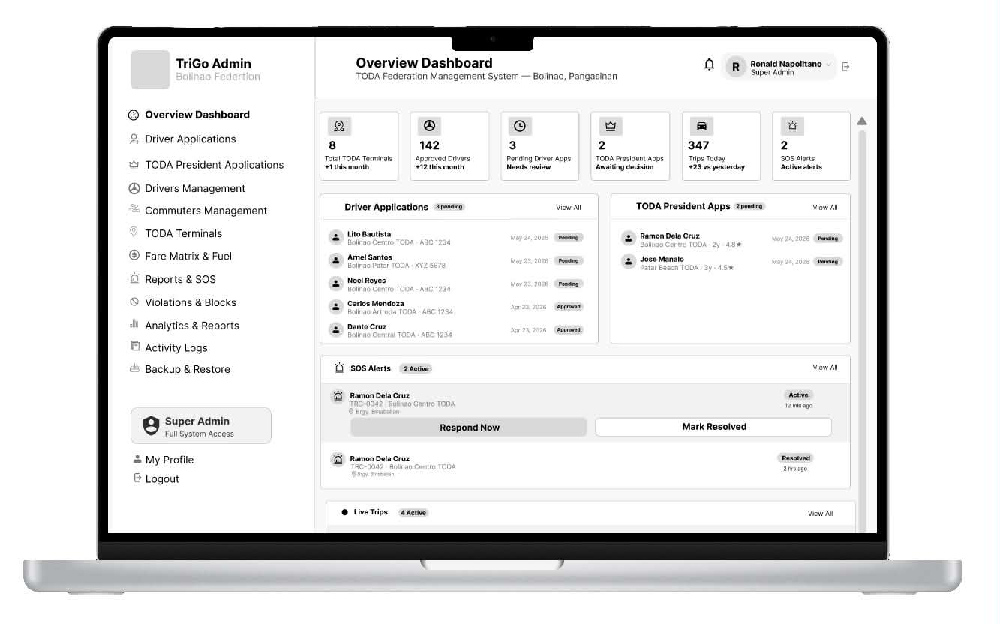 TriGo Admin
Bolinao Federtion
Overview Dashboard
Driver Applications
TODA President Applications
Drivers Management
Commuters Management
TODA Terminals
Fare Matrix & Fuel
Reports & SOS
Violations & Blocks
Analytics & Reports
Activity Logs
Backup & Restore
Super Admin
Full System Access
My Profile
Logout
Overview Dashboard
TODA Federation Management System — Bolinao, Pangasinan
R
Ronald Napolitano
Super Admin
8
Total TODA Terminals
+1 this month
142
Approved Drivers
+12 this month
3
Pending Driver Apps
Needs review
2
TODA President Apps
Awaiting decision
347
Trips Today
+23 vs yesterday
2
SOS Alerts
Active alerts
Driver Applications 3 pending View All
Lito Bautista
Bolinao Centro TODA · ABC 1234
May 24, 2026 Pending
Arnel Santos
Bolinao Patar TODA · XYZ 5678
May 23, 2026 Pending
Noel Reyes
Bolinao Centro TODA · ABC 1234
May 23, 2026 Pending
Carlos Mendoza
Bolinao Artroda TODA · ABC 1234
Apr 23, 2026 Approved
Dante Cruz
Bolinao Central TODA · ABC 1234
Apr 23, 2026 Approved
TODA President Apps 2 pending View All
Ramon Dela Cruz
Bolinao Centro TODA · 2y · 4.8★
May 24, 2026 Pending
Jose Manalo
Patar Beach TODA · 3y · 4.5★
May 24, 2026 Pending
SOS Alerts 2 Active View All
Ramon Dela Cruz
TRC-0042 · Bolinao Centro TODA
Brgy. Binabalian
Active
12 min ago
Respond Now
Mark Resolved
Ramon Dela Cruz
TRC-0042 · Bolinao Centro TODA
Brgy. Binabalian
Resolved
2 hrs ago
Live Trips 4 Active View All